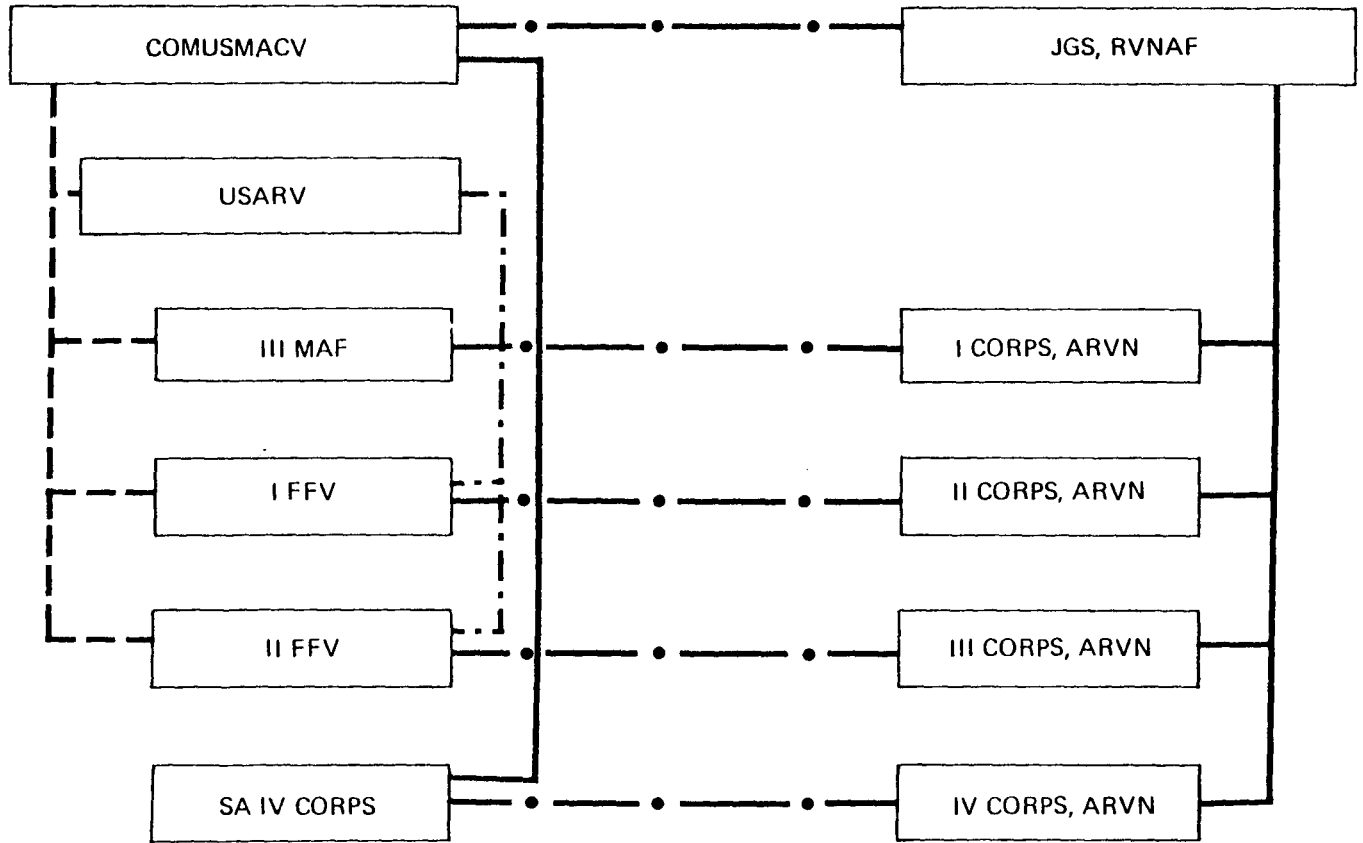 COMUSMACV
JGS, RVNAF
USARV
III MAF
I CORPS, ARVN
I FFV
II CORPS, ARVN
II FFV
III CORPS, ARVN
SA IV CORPS
IV CORPS, ARVN